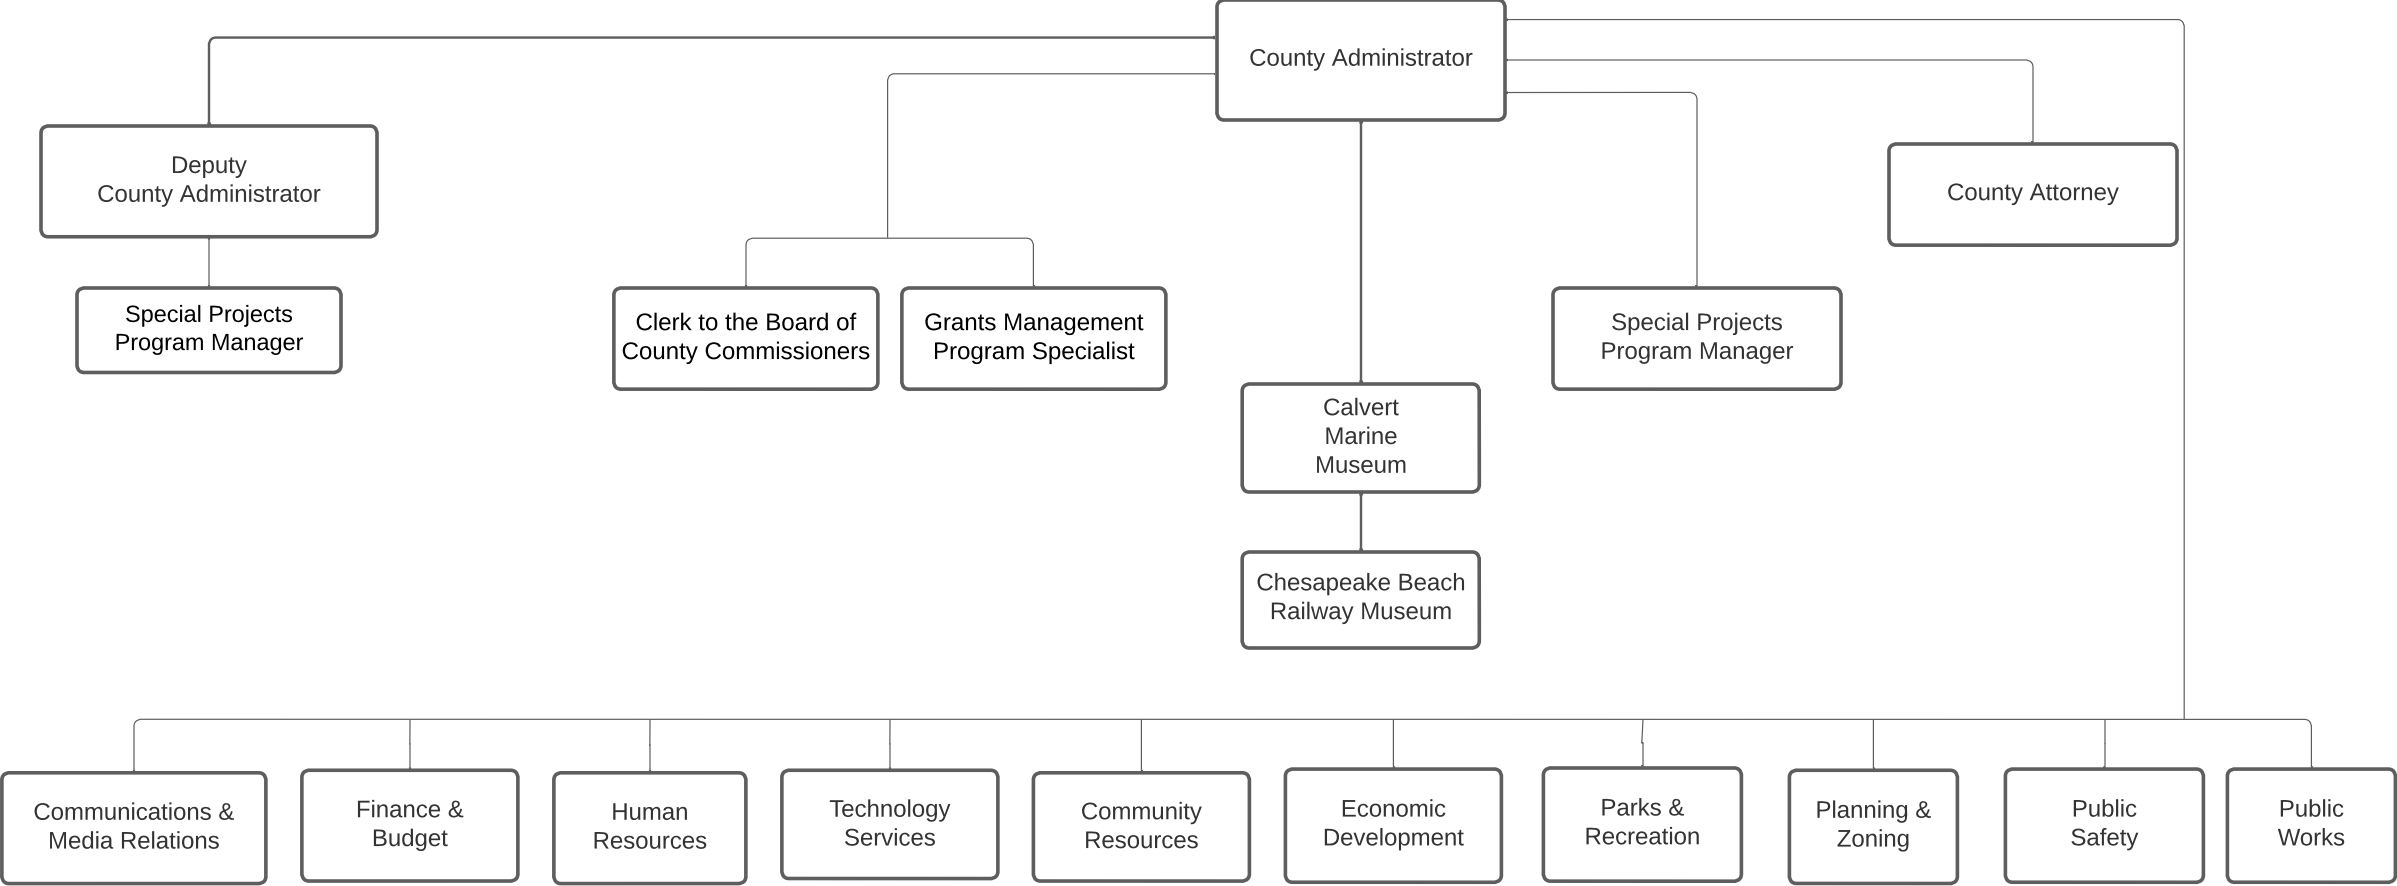 County Administrator
Deputy
County Administrator
County Attorney
Special Projects
Program Manager
Clerk to the Board of
County Commissioners
Grants Management
Program Specialist
Special Projects
Program Manager
Calvert
Marine
Museum
Chesapeake Beach
Railway Museum
Communications &
Media Relations
Finance &
Budget
Human
Resources
Technology
Services
Community
Resources
Economic
Development
Parks &
Recreation
Planning &
Zoning
Public
Safety
Public
Works